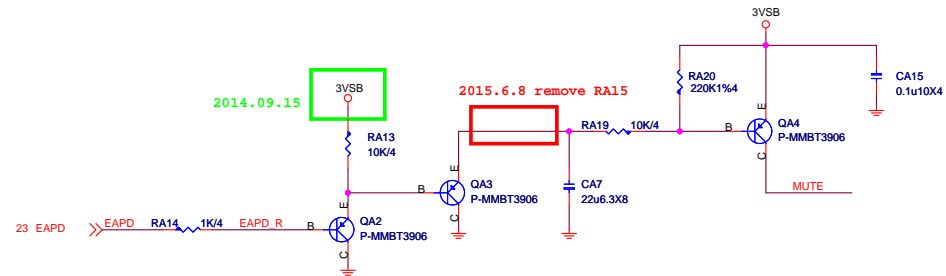 3VSB
2014.09.15
3VSB
2015.6.8 remove RA15
RA20
220K1%4
CA15
0.1u10X4
RA13
10K/4
RA19
10K/4
B
E
QA4
P-MMBT3906
C
MUTE
E
B
QA3
P-MMBT3906
C
CA7
22u6.3X8
23 EAPD
EAPD
RA14
1K/4
EAPD_R
B
E
QA2
P-MMBT3906
C